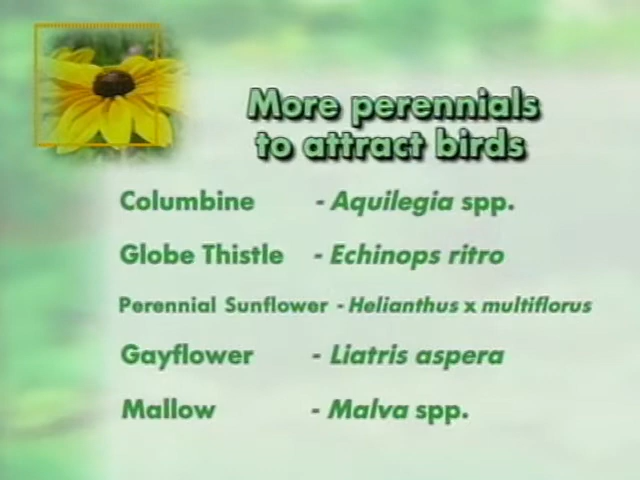 More perennials
to attract birds
Columbine - Aquilegia spp.
Globe Thistle - Echinops ritro
Perennial Sunflower - Helianthus x multiflorus
Gayflower - Liatris aspera
Mallow - Malva spp.